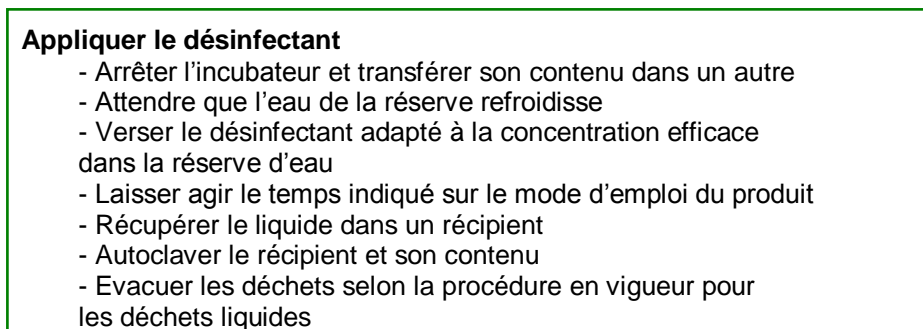 Appliquer le désinfectant
- Arrêter l’incubateur et transférer son contenu dans un autre
- Attendre que l’eau de la réserve refroidisse
- Verser le désinfectant adapté à la concentration efficace
dans la réserve d’eau
- Laisser agir le temps indiqué sur le mode d’emploi du produit
- Récupérer le liquide dans un récipient
- Autoclaver le récipient et son contenu
- Evacuer les déchets selon la procédure en vigueur pour
les déchets liquides